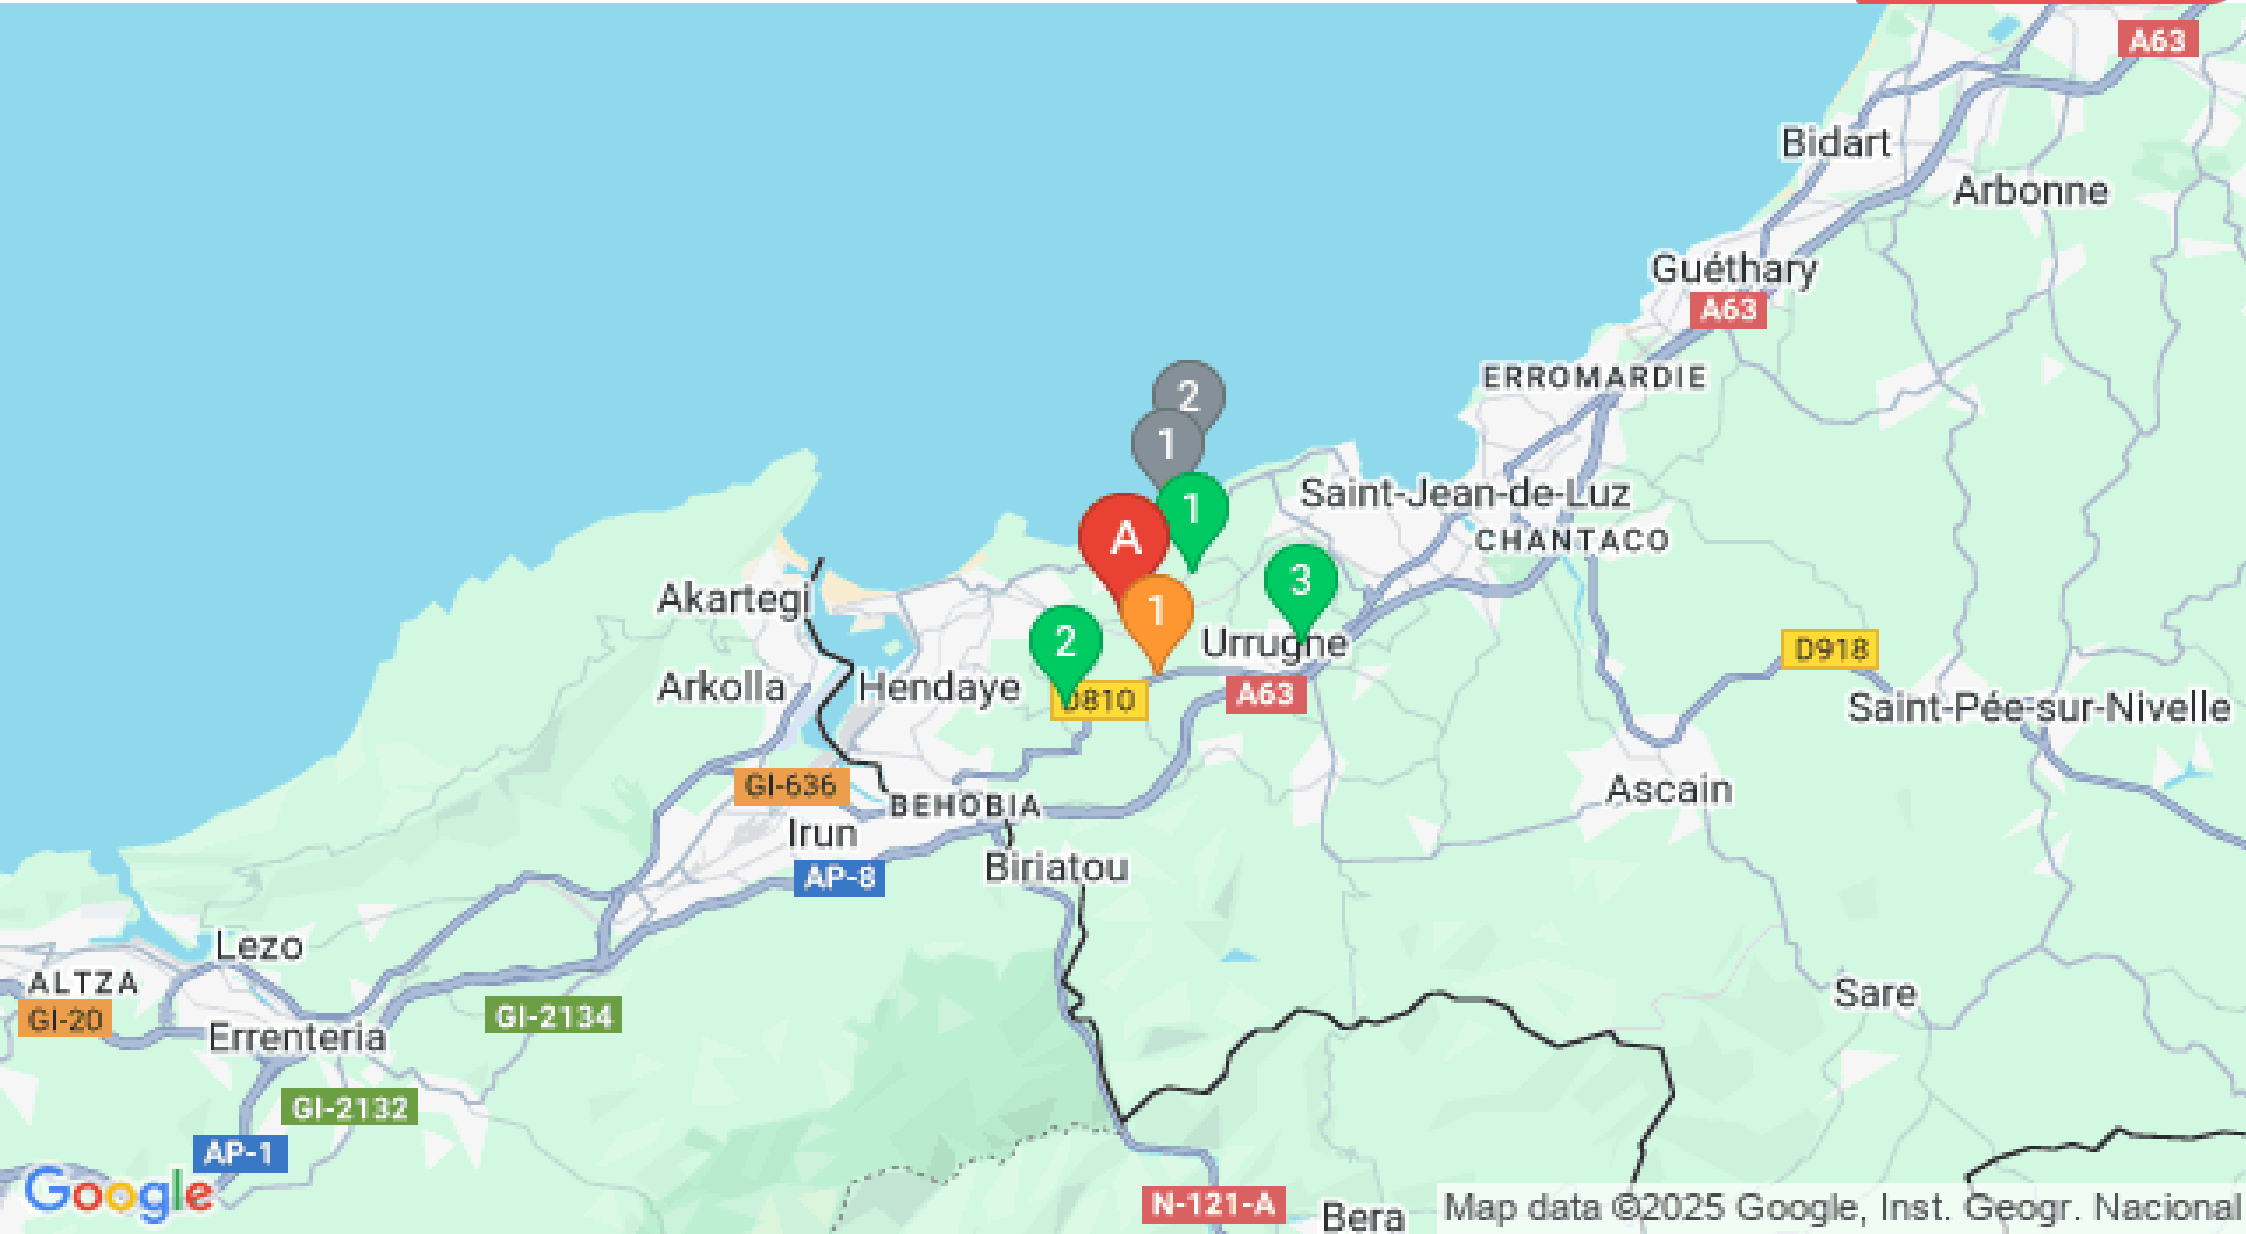 A63
Bidart
Arbonne
Guéthary
A63
ERROMARDIE
2
1
1
Saint-Jean-de-Luz
A
CHANTACO
3
Akartegi
1
2
Urrugne
D918
Arkolla
Hendaye
D810
A63
Saint-Pée-sur-Nivelle
GI-636
BEHOBIA
Ascain
Irun
Biriatou
AP-8
Lezo
ALTZA
Sare
GI-20
GI-2134
Errenteria
GI-2132
AP-1
Google
N-121-A
Bera
Map data ©2025 Google, Inst. Geogr. Nacional